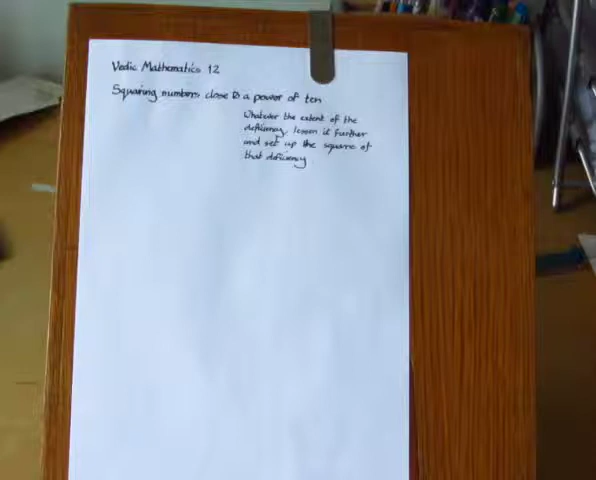 Vedic Mathematics 12
Squaring numbers close to a power of ten
Whatever the extent of the
deficiency, lessen it further
and set up the square of
that deficiency